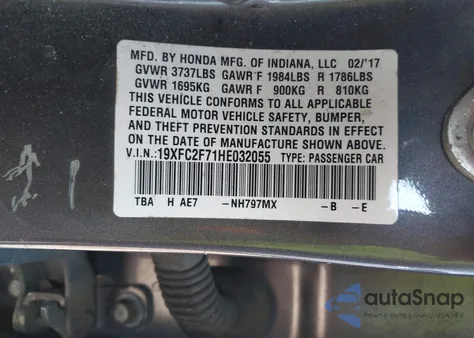 MFD. BY HONDA MFG. OF INDIANA, LLC 02/'17
GVWR 3737LBS GAWR F 1984LBS R 1786LBS
GVWR 1695KG GAWR F 900KG R 810KG
THIS VEHICLE CONFORMS TO ALL APPLICABLE
FEDERAL MOTOR VEHICLE SAFETY, BUMPER,
AND THEFT PREVENTION STANDARDS IN EFFECT
ON THE DATE OF MANUFACTURE SHOWN ABOVE.
V.I.N.:19XFC2F71HE032055 TYPE: PASSENGER CAR
TBA H AE7 -NH797MX -B -E
autoSnap